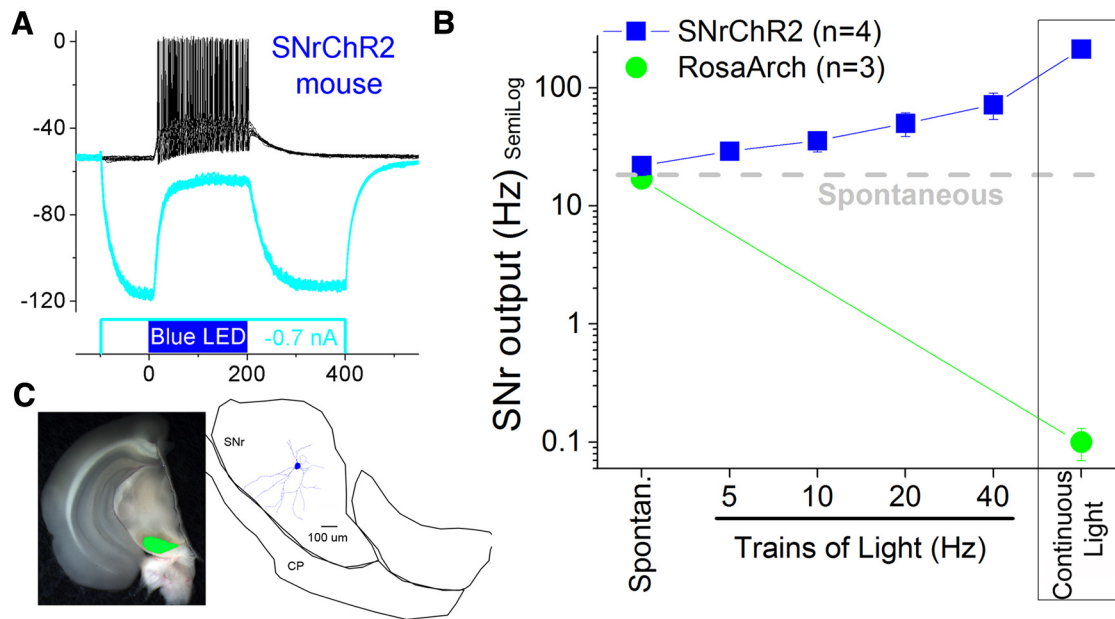 A
0
-40
-80
-120
SNrChR2
mouse
Blue LED
-0.7 nA
0
200
400
B
SNrChR2 (n=4)
RosaArch (n=3)
SNr output (Hz) SemiLog
100
10
1
0.1
Spontaneous
Spontan.
5
10
20
40
Continuous
Light
Trains of Light (Hz)
C
SNr
100 um
CP